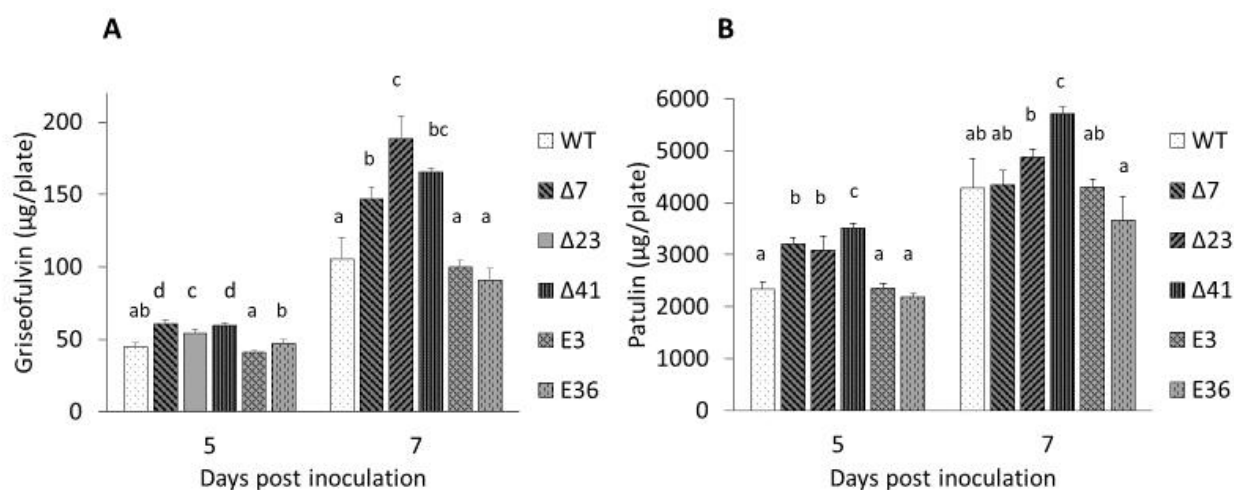 A
Griseofulvin (µg/plate)
200
150
100
50
0
ab
d
c
d
a
b
a
b
c
bc
a
a
5
7
Days post inoculation
WT
Δ7
Δ23
Δ41
E3
E36
B
Patulin (µg/plate)
6000
5000
4000
3000
2000
1000
0
a
b
b
c
a
a
ab
ab
b
c
ab
a
5
7
Days post inoculation
WT
Δ7
Δ23
Δ41
E3
E36